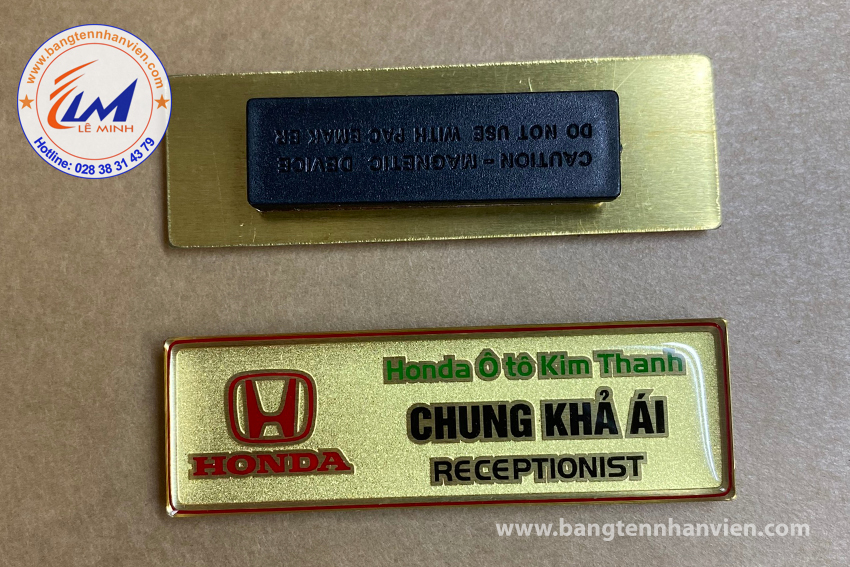 www.bangtennhanvien.com
LM
LÊ MINH
Hotline: 028 38 31 43 79
CAUTION - MAGNETIC DEVICE
DO NOT USE WITH PACEMAKER
Honda Ô tô Kim Thanh
CHUNG KHẢ ÁI
RECEPTIONIST
HONDA
www.bangtennhanvien.com